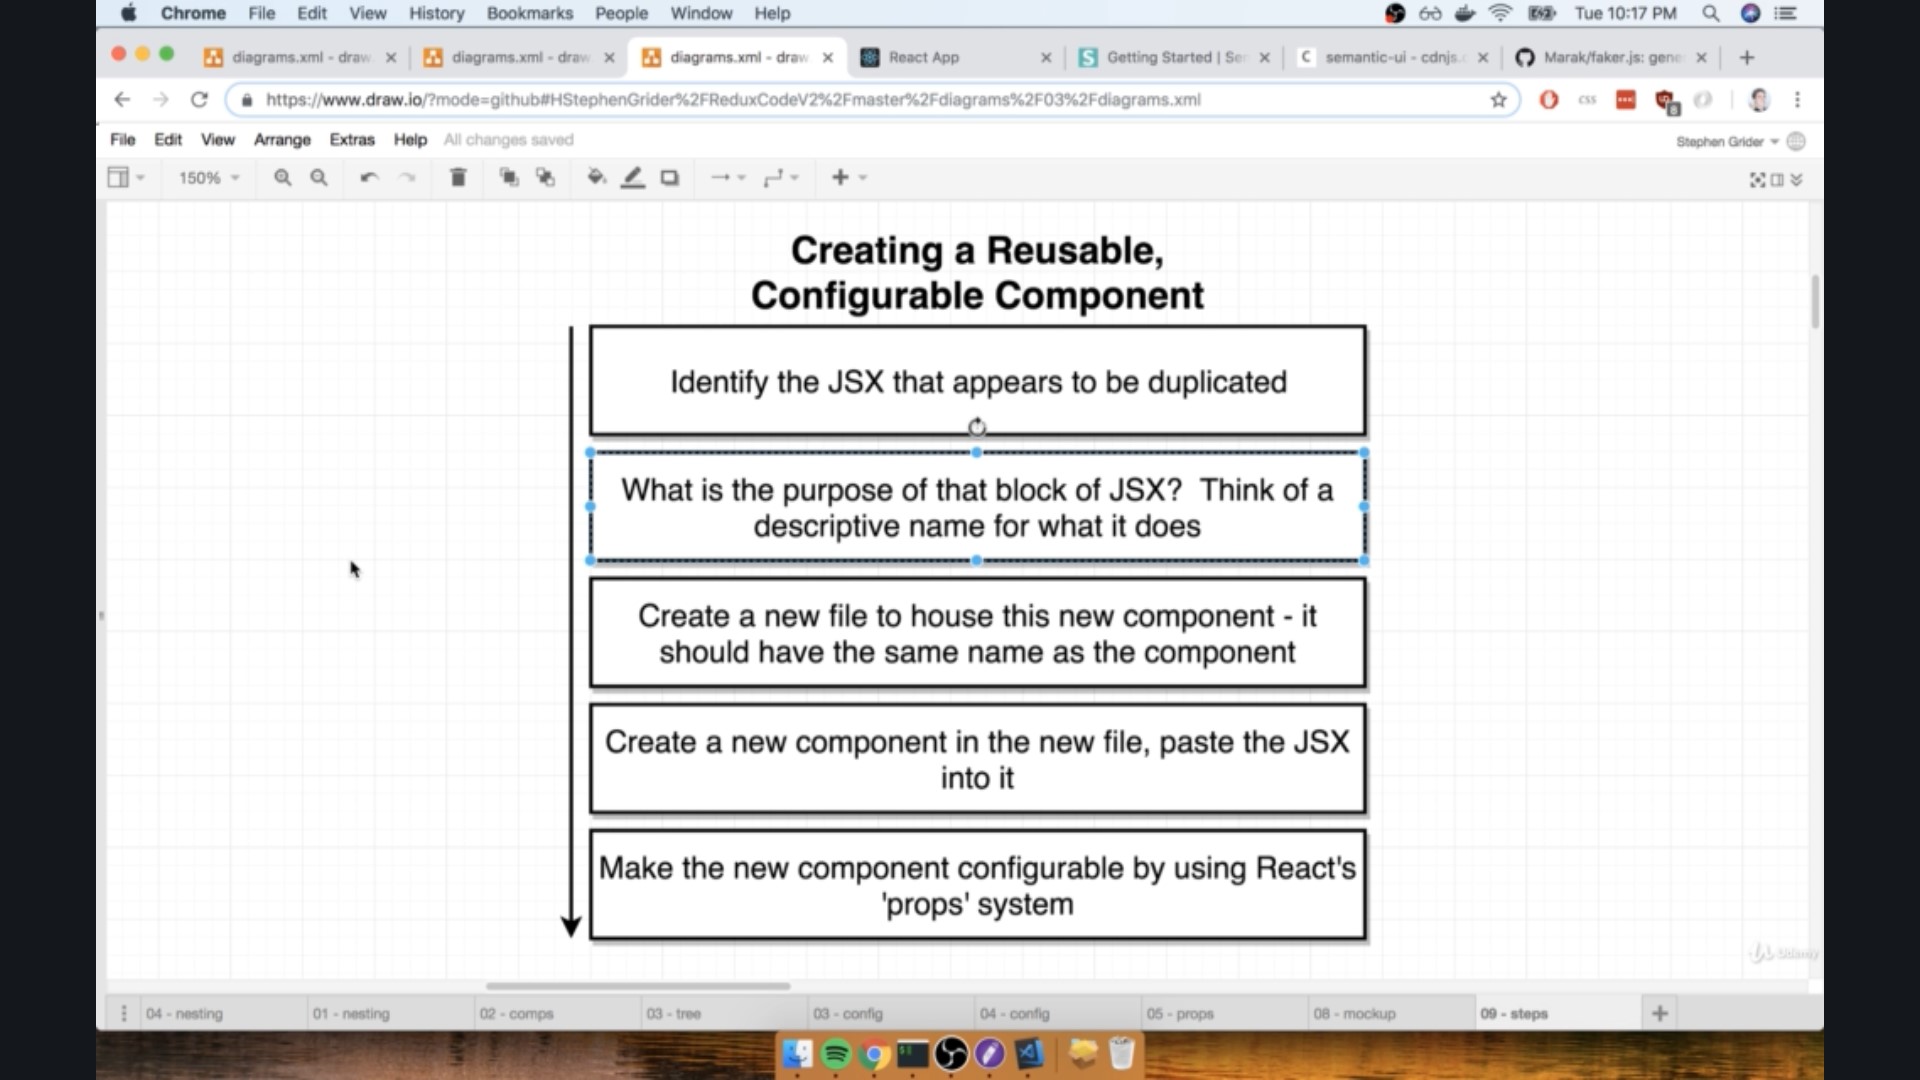 Chrome File Edit View History Bookmarks People Window Help Tue 10:17 PM
diagrams.xml - draw. diagrams.xml - draw diagrams.xml - draw React App Getting Started | Se semantic-ui - cdnjs. Marak/faker.js: gene
https://www.draw.io/?mode=github#HStephenGrider%2FReduxCodeV2%2Fmaster%2Fdiagrams%2F03%2Fdiagrams.xml
File Edit View Arrange Extras Help All changes saved Stephen Grider
150%
Creating a Reusable,
Configurable Component
Identify the JSX that appears to be duplicated
What is the purpose of that block of JSX? Think of a
descriptive name for what it does
Create a new file to house this new component - it
should have the same name as the component
Create a new component in the new file, paste the JSX
into it
Make the new component configurable by using React's
'props' system
Udemy
04 - nesting 01 - nesting 02 - comps 03 - tree 03 - config 04 - config 05 - props 08 - mockup 09 - steps